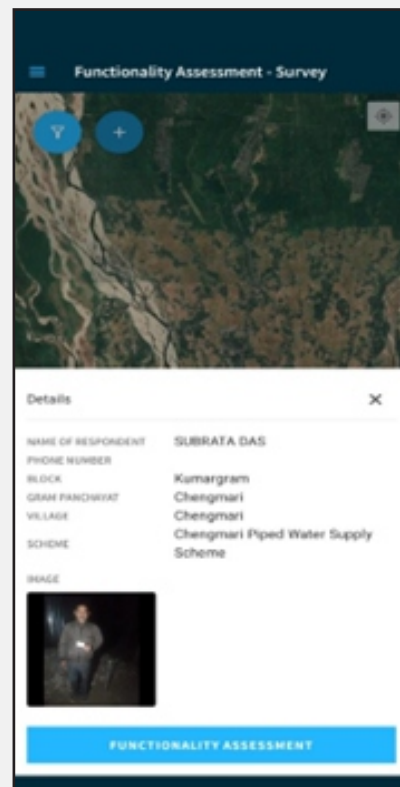 Functionality Assessment - Survey
Details
NAME OF RESPONDENT SUBRATA DAS
PHONE NUMBER
BLOCK Kumargram
GRAM PANCHAYAT Chengmari
VILLAGE Chengmari
SCHEME Chengmari Piped Water Supply
Scheme
IMAGE
FUNCTIONALITY ASSESSMENT